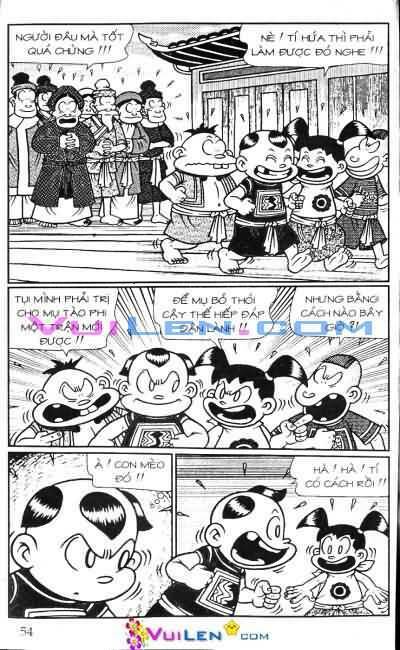 NGƯỜI ĐÂU MÀ TỐT
QUÁ CHỪNG !!!
NÈ ! TÍ HỨA THÌ PHẢI
LÀM ĐƯỢC ĐÓ NGHE !!!
TỤI MÌNH PHẢI TRỊ
CHO MỤ TÀO PHI
MỘT TRẬN MỚI
ĐƯỢC !!
ĐỂ MỤ BỎ THÓI
CẬY THẾ HIẾP ĐÁP
DÂN LÀNH !
NHƯNG BẰNG
CÁCH NÀO BÂY
GIỜ ?
VUILEN.COM
À ! CON MÈO
ĐÓ !!
HÀ ! HÀ ! TÍ
CÓ CÁCH RỒI !!
54
VUILEN.COM